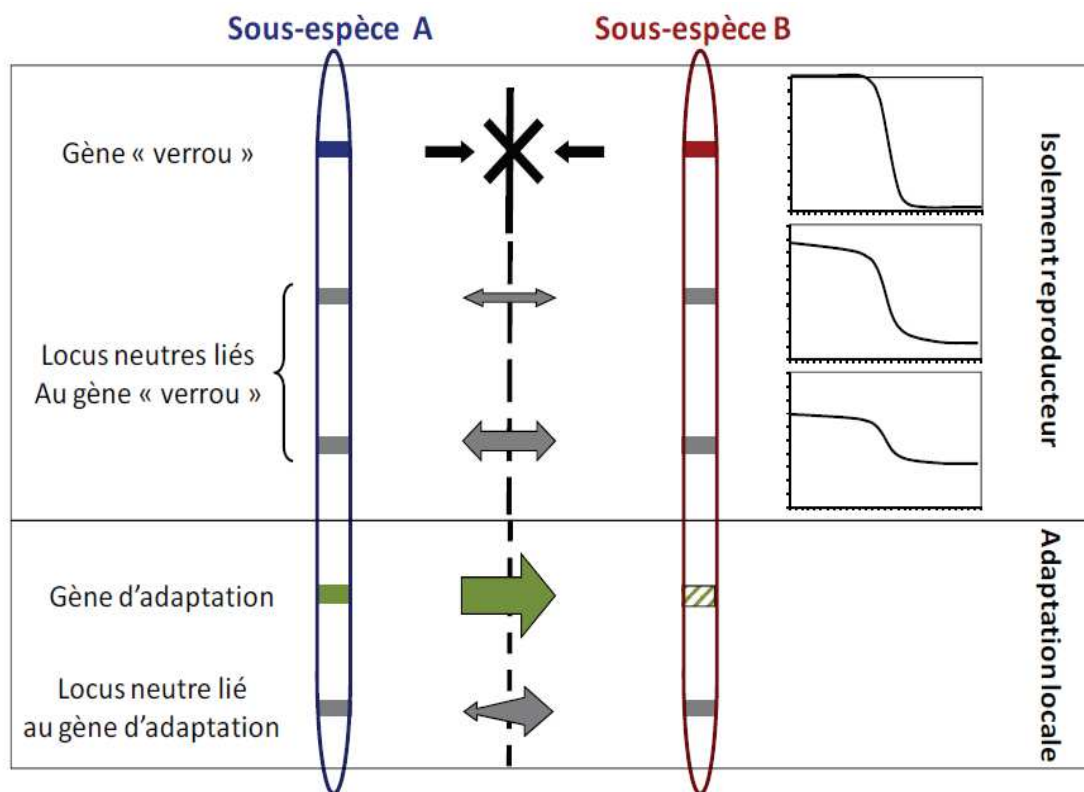 Sous-espèce A
Sous-espèce B
Gène « verrou »
Locus neutres liés
Au gène « verrou »
Isolement reproducteur
Gène d’adaptation
Locus neutre lié
au gène d’adaptation
Adaptation locale